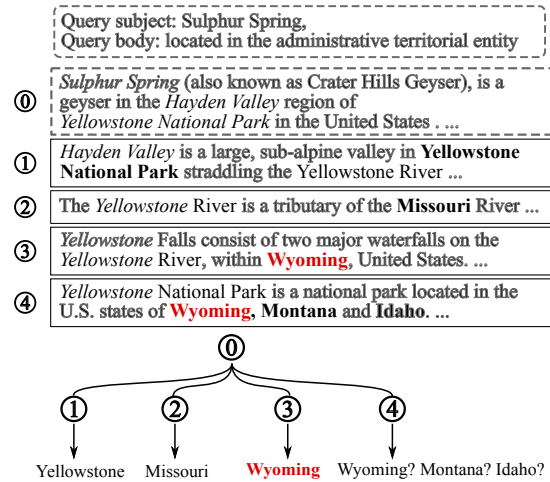 Query subject: Sulphur Spring,
Query body: located in the administrative territorial entity
⓪ Sulphur Spring (also known as Crater Hills Geyser), is a
geyser in the Hayden Valley region of
Yellowstone National Park in the United States . ...
① Hayden Valley is a large, sub-alpine valley in Yellowstone
National Park straddling the Yellowstone River ...
② The Yellowstone River is a tributary of the Missouri River ...
③ Yellowstone Falls consist of two major waterfalls on the
Yellowstone River, within Wyoming, United States. ...
④ Yellowstone National Park is a national park located in the
U.S. states of Wyoming, Montana and Idaho. ...
⓪
① ② ③ ④
Yellowstone Missouri Wyoming Wyoming? Montana? Idaho?